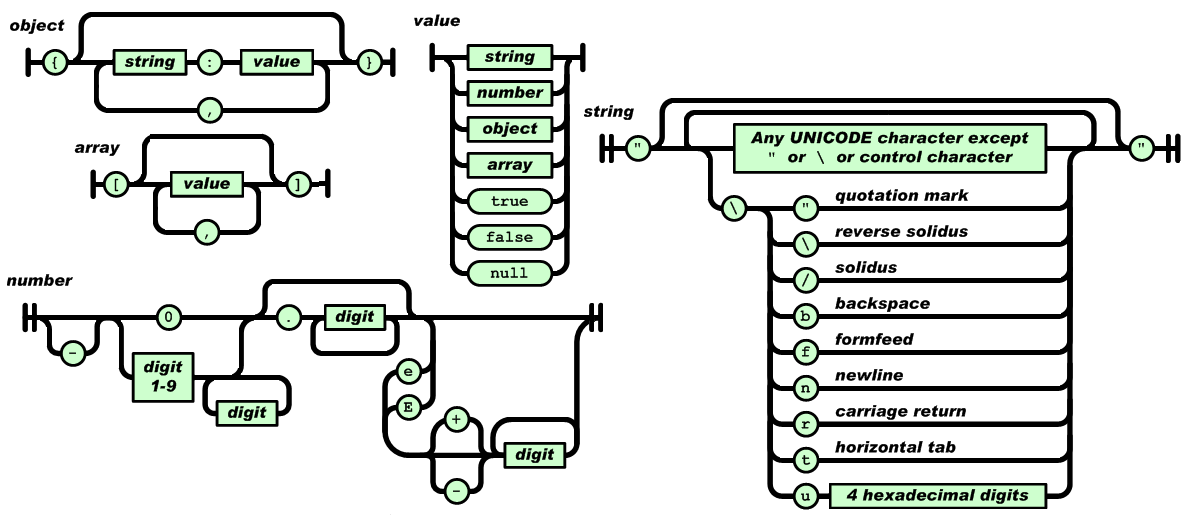 object
{ string : value }
,
array
[ value ]
,
value
string
number
object
array
true
false
null
number
0 . digit
-
digit
1-9
digit
e
E
+
digit
-
string
" Any UNICODE character except "
" or \ or control character
\ " quotation mark
\ reverse solidus
/ solidus
b backspace
f formfeed
n newline
r carriage return
t horizontal tab
u 4 hexadecimal digits